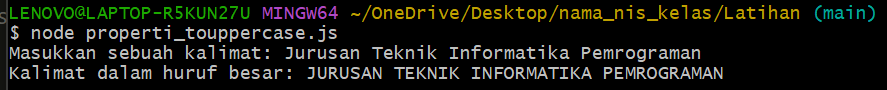 LENOVO@LAPTOP-R5KUN27U MINGW64 ~/OneDrive/Desktop/nama_nis_kelas/Latihan (main)
$ node properti_touppercase.js
Masukkan sebuah kalimat: Jurusan Teknik Informatika Pemrograman
Kalimat dalam huruf besar: JURUSAN TEKNIK INFORMATIKA PEMROGRAMAN